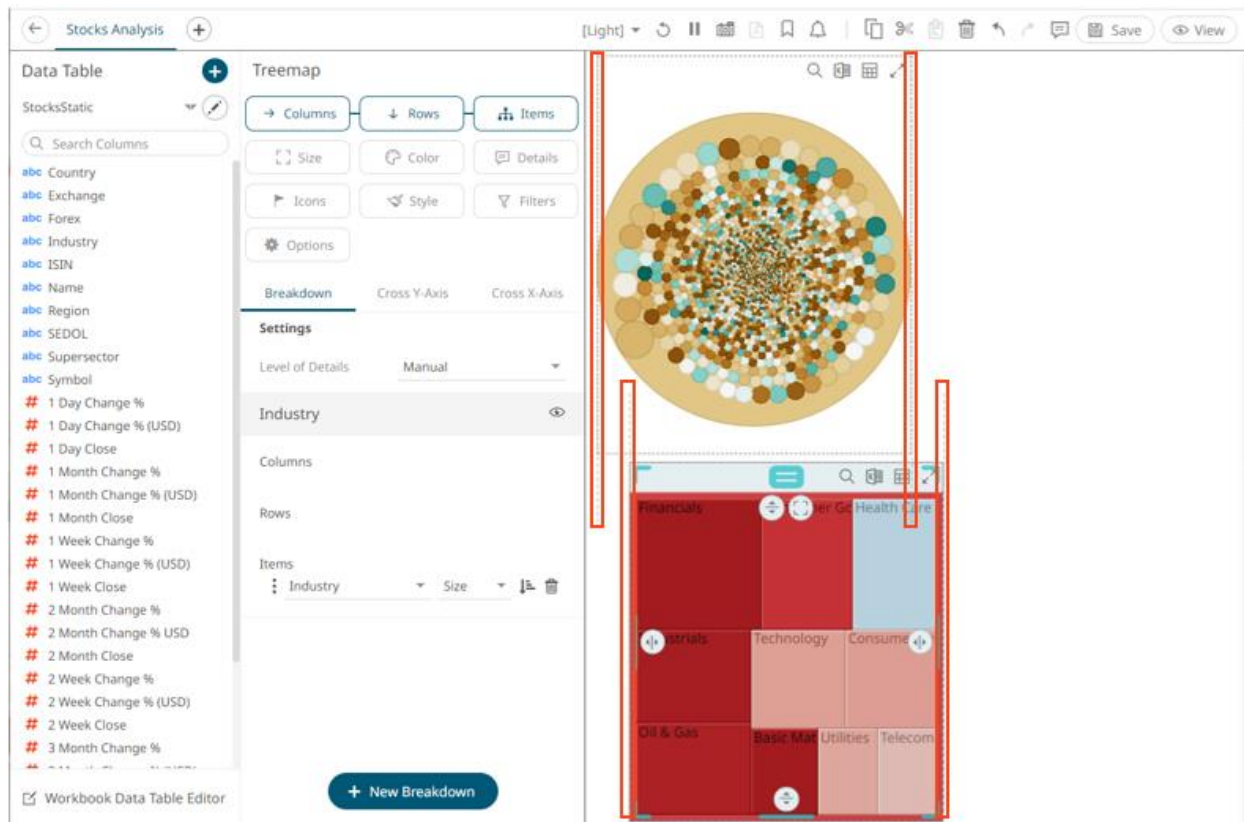 Stocks Analysis
[Light]
Save
View
Data Table
StocksStatic
Search Columns
abc Country
abc Exchange
abc Forex
abc Industry
abc ISIN
abc Name
abc Region
abc SEDOL
abc Supersector
abc Symbol
# 1 Day Change %
# 1 Day Change % (USD)
# 1 Day Close
# 1 Month Change %
# 1 Month Change % (USD)
# 1 Month Close
# 1 Week Change %
# 1 Week Change % (USD)
# 1 Week Close
# 2 Month Change %
# 2 Month Change % USD
# 2 Month Close
# 2 Week Change %
# 2 Week Change % (USD)
# 2 Week Close
# 3 Month Change %
Workbook Data Table Editor
Treemap
Columns
Rows
Items
Size
Color
Details
Icons
Style
Filters
Options
Breakdown
Cross Y-Axis
Cross X-Axis
Settings
Level of Details
Manual
Industry
Columns
Rows
Items
Industry
Size
New Breakdown
Financials
er Go
Health Care
strials
Technology
Consume
Oil & Gas
Basic Mat
Utilities
Telecom